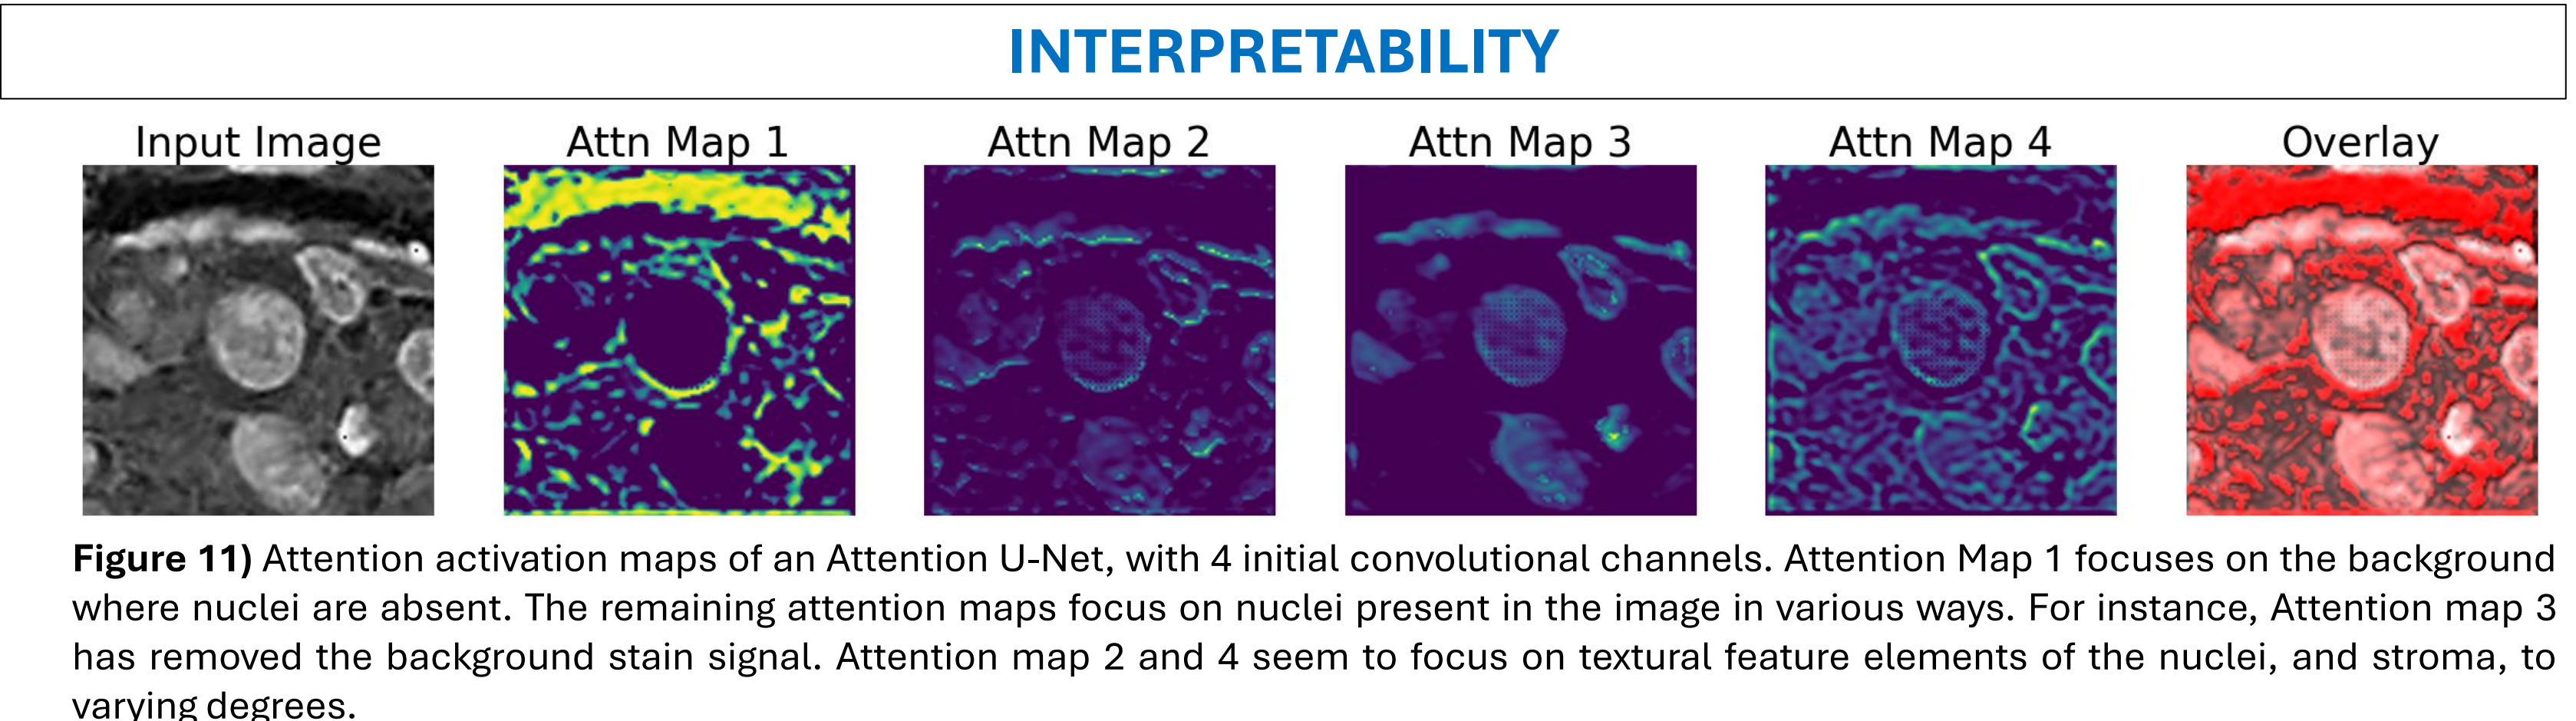 INTERPRETABILITY
Input Image Attn Map 1 Attn Map 2 Attn Map 3 Attn Map 4 Overlay
Figure 11) Attention activation maps of an Attention U-Net, with 4 initial convolutional channels. Attention Map 1 focuses on the background
where nuclei are absent. The remaining attention maps focus on nuclei present in the image in various ways. For instance, Attention map 3
has removed the background stain signal. Attention map 2 and 4 seem to focus on textural feature elements of the nuclei, and stroma, to
varying degrees.